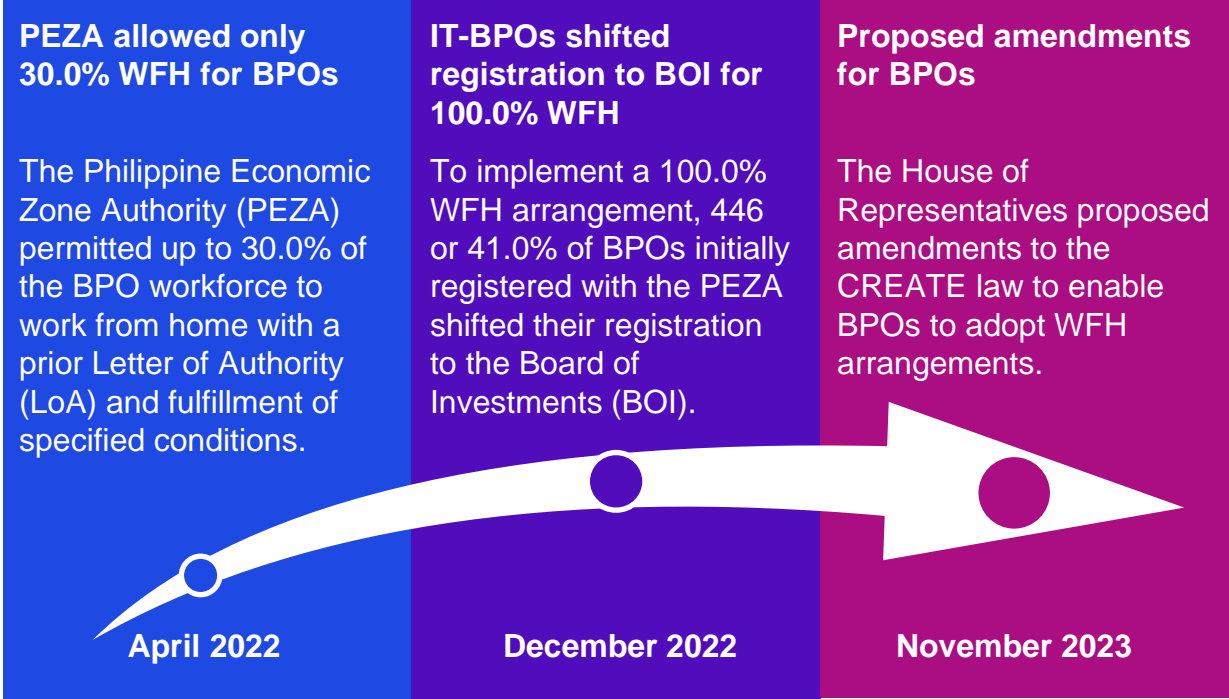 PEZA allowed only
30.0% WFH for BPOs
The Philippine Economic
Zone Authority (PEZA)
permitted up to 30.0% of
the BPO workforce to
work from home with a
prior Letter of Authority
(LoA) and fulfillment of
specified conditions.
April 2022
IT-BPOs shifted
registration to BOI for
100.0% WFH
To implement a 100.0%
WFH arrangement, 446
or 41.0% of BPOs initially
registered with the PEZA
shifted their registration
to the Board of
Investments (BOI).
December 2022
Proposed amendments
for BPOs
The House of
Representatives proposed
amendments to the
CREATE law to enable
BPOs to adopt WFH
arrangements.
November 2023